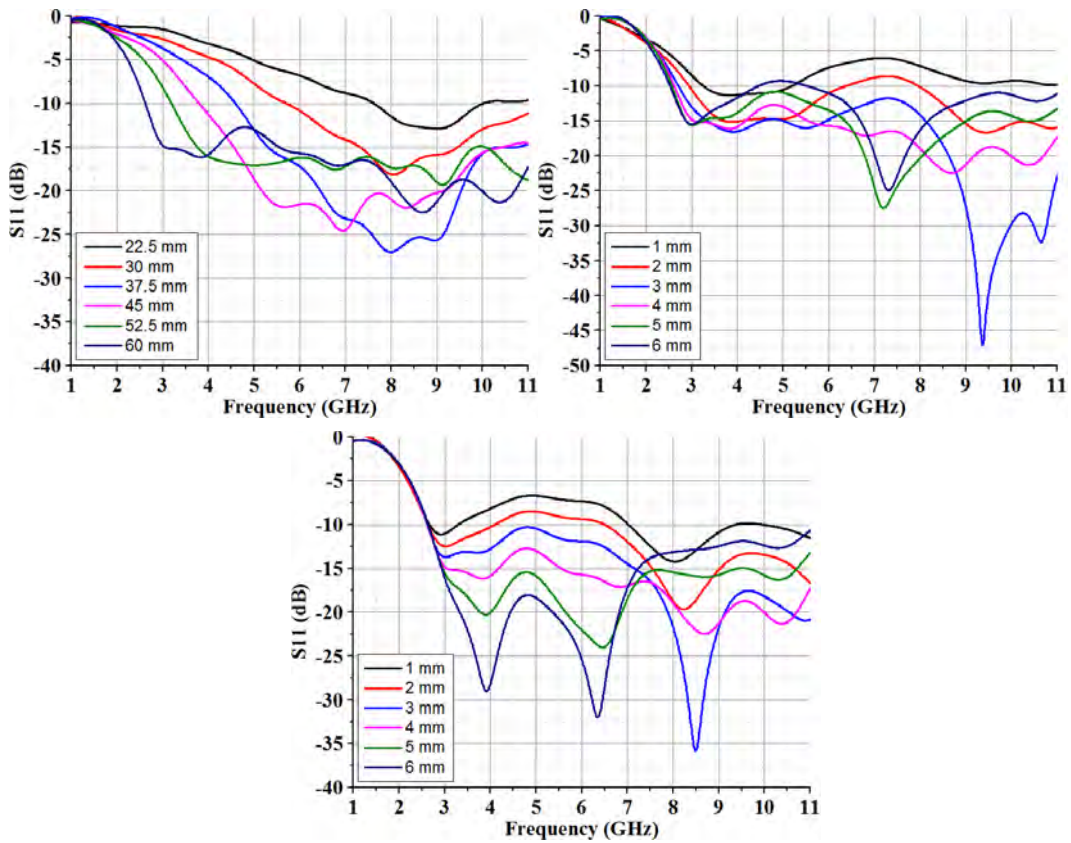 0
-5
-10
-15
-20
-25
-30
-35
-40
S11 (dB)
22.5 mm
30 mm
37.5 mm
45 mm
52.5 mm
60 mm
1 2 3 4 5 6 7 8 9 10 11
Frequency (GHz)
0
-5
-10
-15
-20
-25
-30
-35
-40
-45
-50
S11 (dB)
1 mm
2 mm
3 mm
4 mm
5 mm
6 mm
1 2 3 4 5 6 7 8 9 10 11
Frequency (GHz)
0
-5
-10
-15
-20
-25
-30
-35
-40
S11 (dB)
1 mm
2 mm
3 mm
4 mm
5 mm
6 mm
1 2 3 4 5 6 7 8 9 10 11
Frequency (GHz)